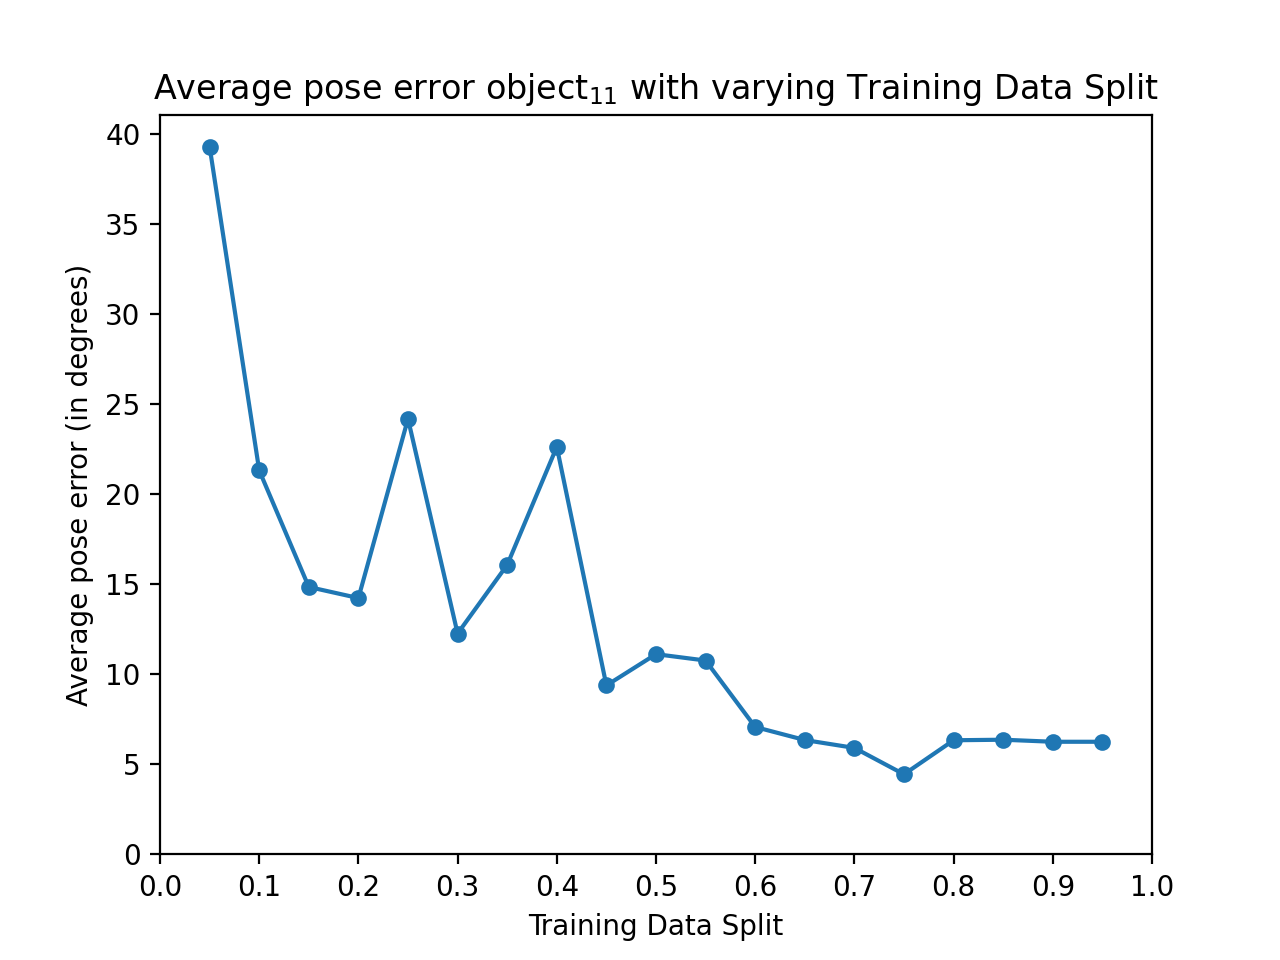 Average pose error object₁₁ with varying Training Data Split
40
35
30
25
20
15
10
5
0
Average pose error (in degrees)
0.0 0.1 0.2 0.3 0.4 0.5 0.6 0.7 0.8 0.9 1.0
Training Data Split